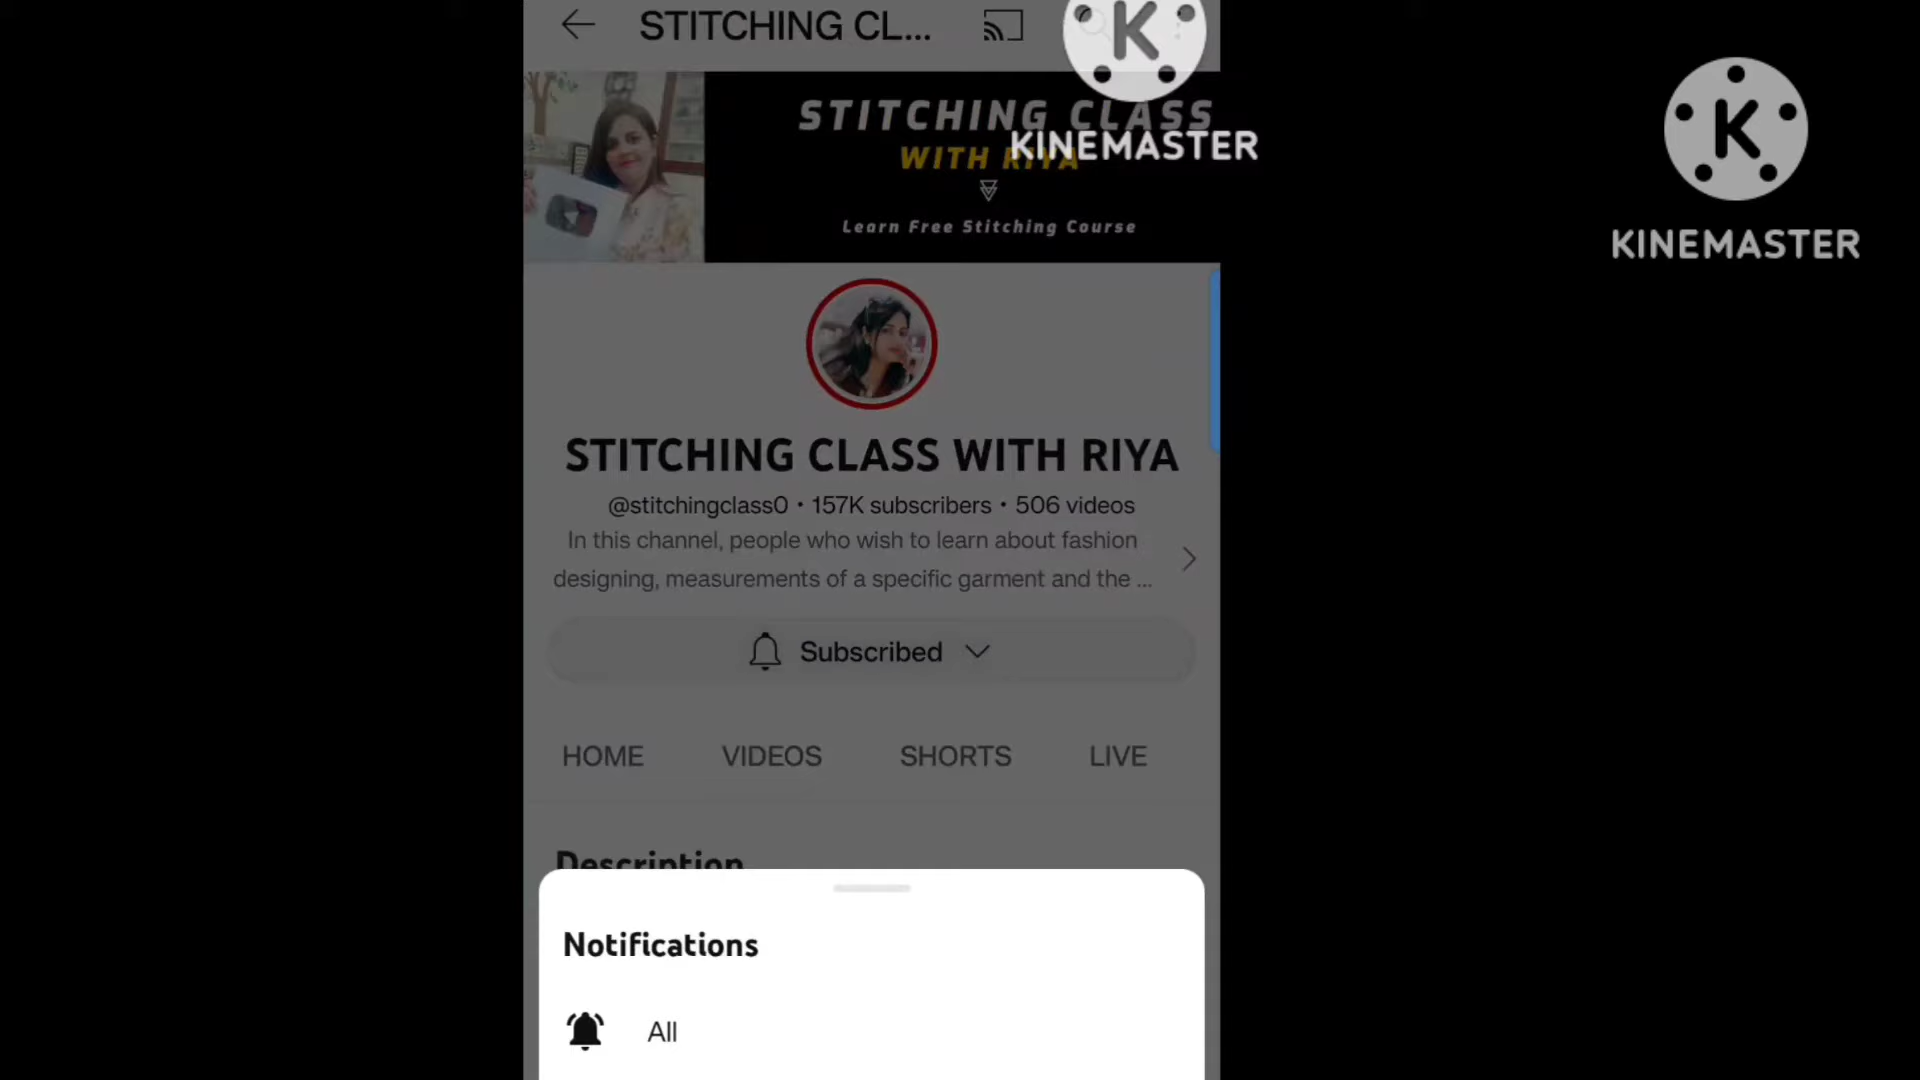 STITCHING CL...
K
KINEMASTER
K
KINEMASTER
STITCHING CLASS
WITH RIYA
Learn Free Stitching Course
STITCHING CLASS WITH RIYA
@stitchingclass0 • 157K subscribers • 506 videos
In this channel, people who wish to learn about fashion
designing, measurements of a specific garment and the ...
Subscribed
HOME VIDEOS SHORTS LIVE
Description
Notifications
All